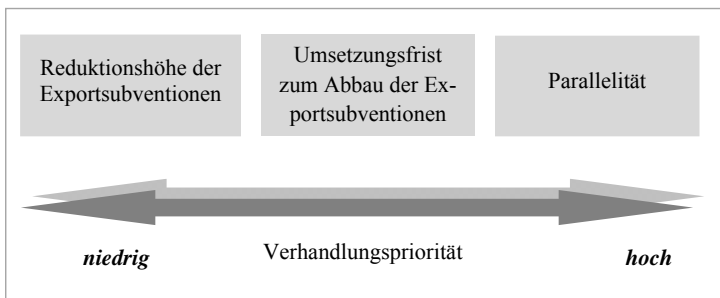 Reduktionshöhe der
Exportsubventionen
Umsetzungsfrist
zum Abbau der Ex-
portsubventionen
Parallelität
niedrig
Verhandlungspriorität
hoch